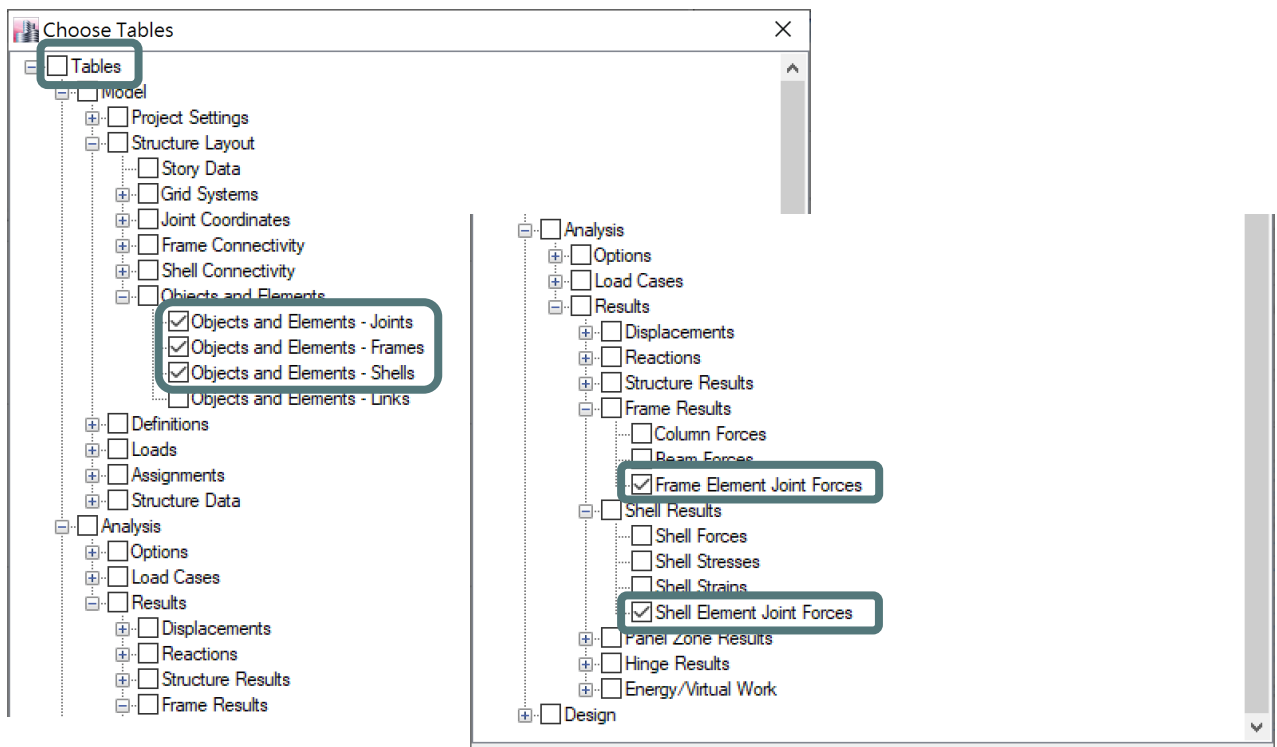 Choose Tables
Tables
Model
Project Settings
Structure Layout
Story Data
Grid Systems
Joint Coordinates
Frame Connectivity
Shell Connectivity
Objects and Elements
Objects and Elements - Joints
Objects and Elements - Frames
Objects and Elements - Shells
Objects and Elements - Links
Definitions
Loads
Assignments
Structure Data
Analysis
Options
Load Cases
Results
Displacements
Reactions
Structure Results
Frame Results
Analysis
Options
Load Cases
Results
Displacements
Reactions
Structure Results
Frame Results
Column Forces
Beam Forces
Frame Element Joint Forces
Shell Results
Shell Forces
Shell Stresses
Shell Strains
Shell Element Joint Forces
Panel Zone Results
Hinge Results
Energy/Virtual Work
Design